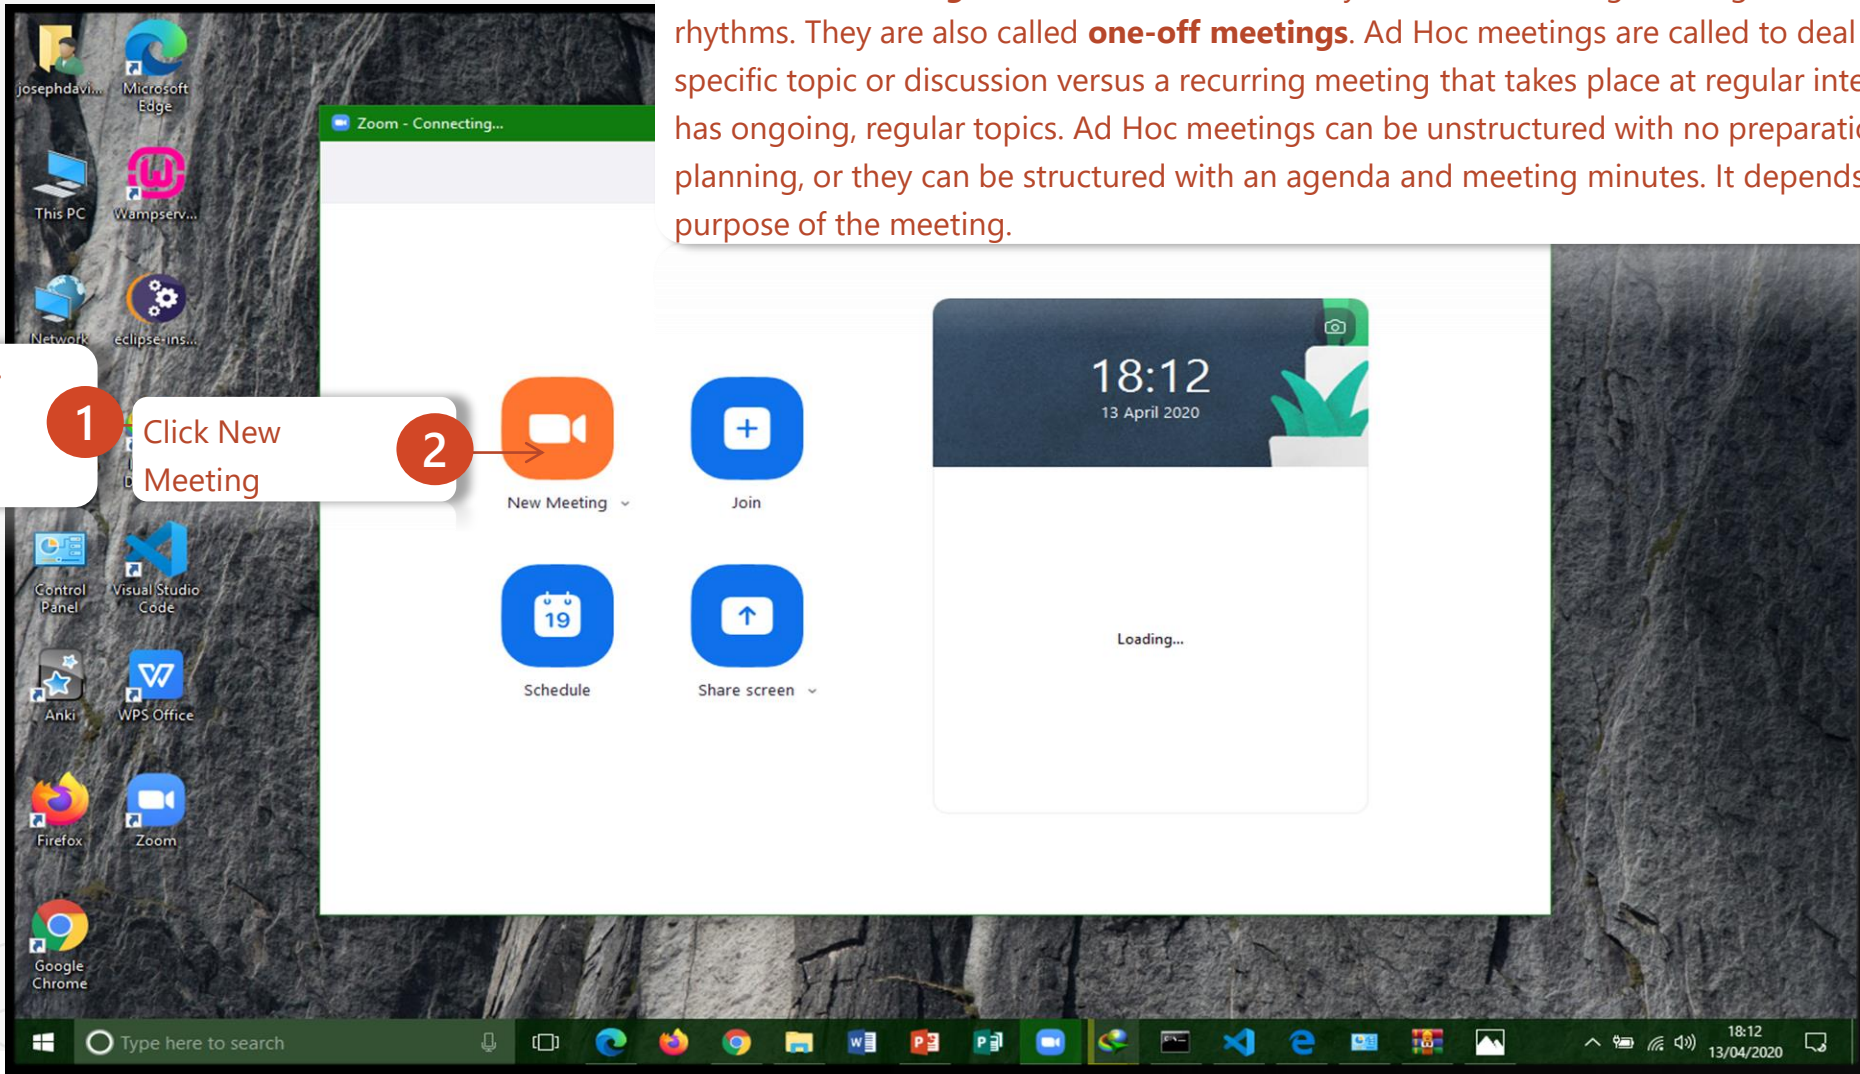 rhythms. They are also called one-off meetings. Ad Hoc meetings are called to deal
specific topic or discussion versus a recurring meeting that takes place at regular inte
has ongoing, regular topics. Ad Hoc meetings can be unstructured with no preparatic
planning, or they can be structured with an agenda and meeting minutes. It depends
purpose of the meeting.
josephdavi...
Microsoft
Edge
Zoom - Connecting...
This PC
Wampserv...
Network
eclipse-ins...
18:12
13 April 2020
1
Click New
Meeting
2
New Meeting
Join
Control
Panel
Visual Studio
Code
19
Schedule
Share screen
Loading...
Anki
WPS Office
Firefox
Zoom
Google
Chrome
Type here to search
18:12
13/04/2020